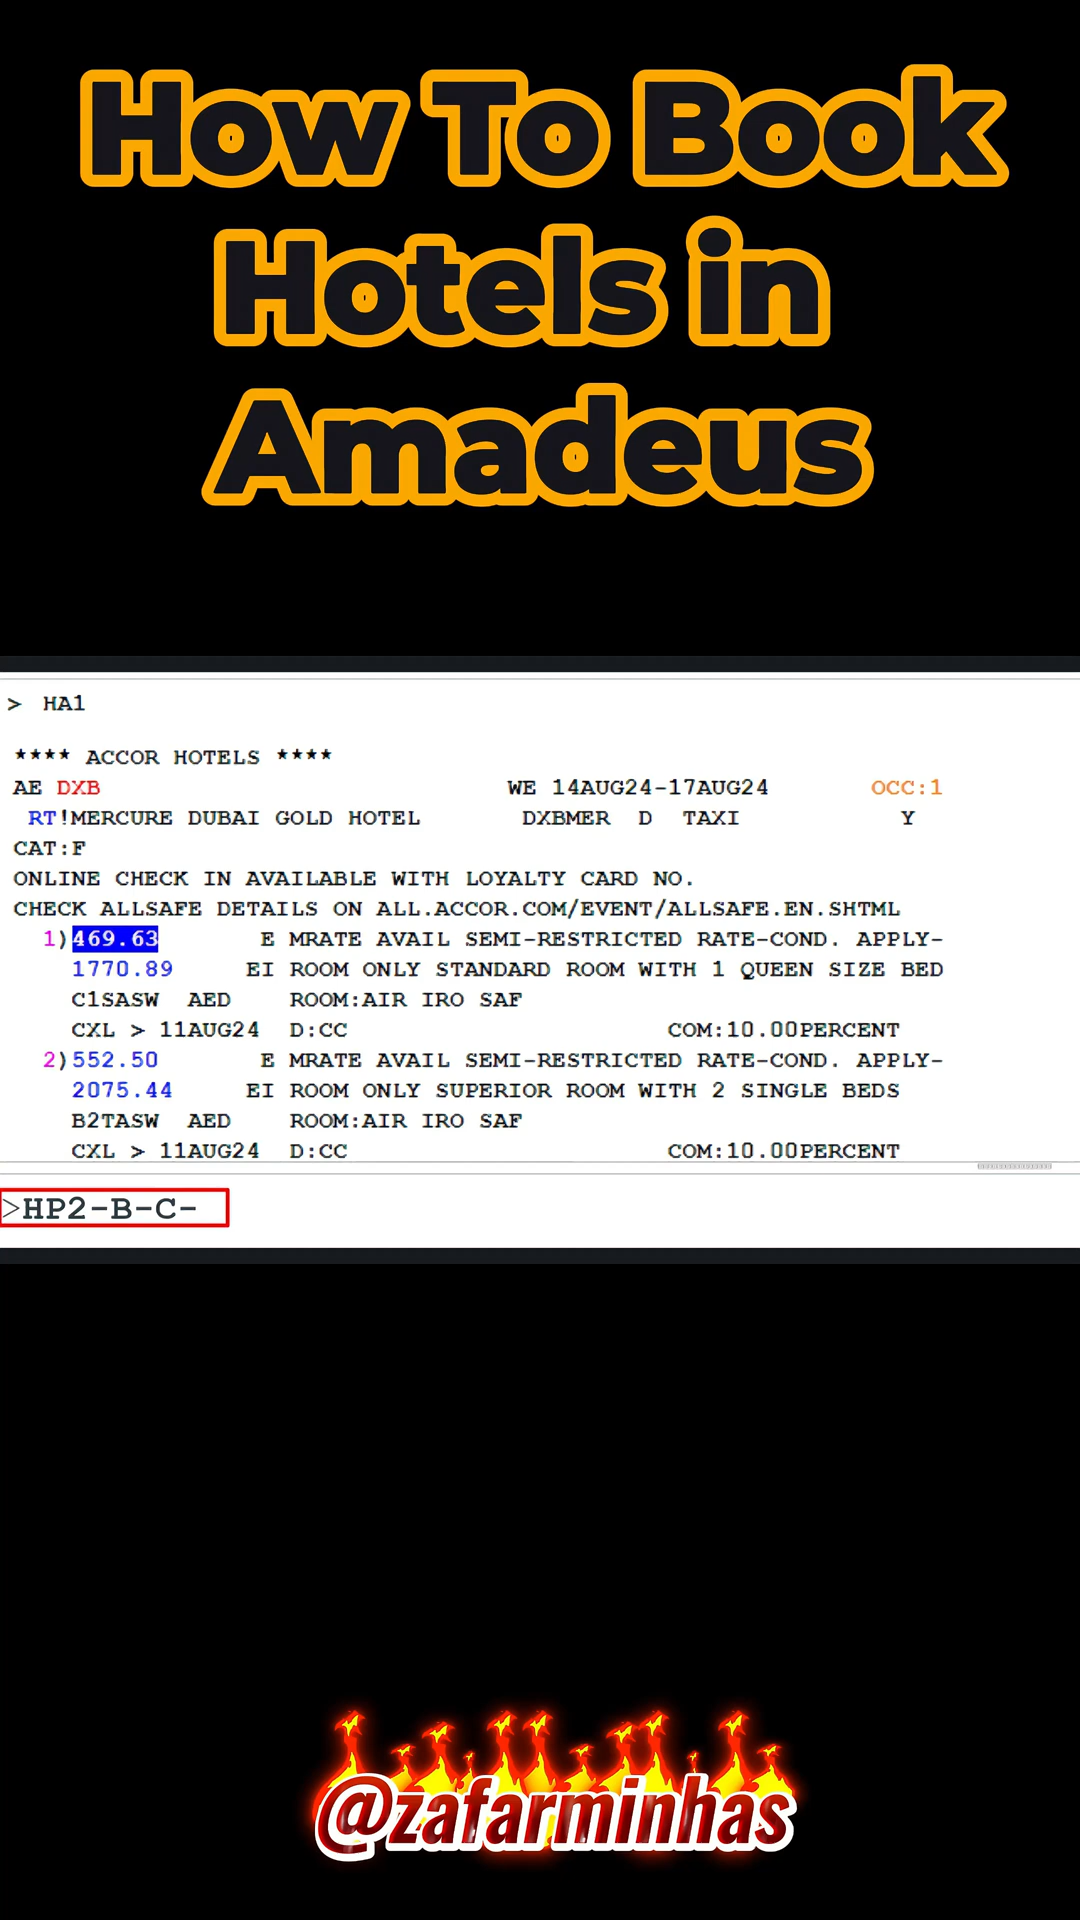 How To Book
Hotels in
Amadeus
> HA1
**** ACCOR HOTELS ****
AE DXB WE 14AUG24-17AUG24 OCC:1
RT!MERCURE DUBAI GOLD HOTEL DXBMER D TAXI Y
CAT:F
ONLINE CHECK IN AVAILABLE WITH LOYALTY CARD NO.
CHECK ALLSAFE DETAILS ON ALL.ACCOR.COM/EVENT/ALLSAFE.EN.SHTML
1)469.63 E MRATE AVAIL SEMI-RESTRICTED RATE-COND. APPLY-
1770.89 EI ROOM ONLY STANDARD ROOM WITH 1 QUEEN SIZE BED
C1SASW AED ROOM:AIR IRO SAF
CXL > 11AUG24 D:CC COM:10.00PERCENT
2)552.50 E MRATE AVAIL SEMI-RESTRICTED RATE-COND. APPLY-
2075.44 EI ROOM ONLY SUPERIOR ROOM WITH 2 SINGLE BEDS
B2TASW AED ROOM:AIR IRO SAF
CXL > 11AUG24 D:CC COM:10.00PERCENT
>HP2-B-C-
@zafarminhas